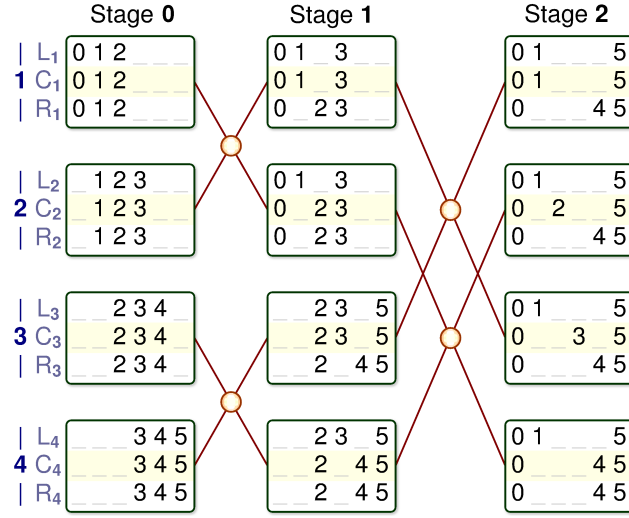 Stage 0 Stage 1 Stage 2
| L₁ 0 1 2 _ _ _ 0 1 _ 3 _ _ 0 1 _ _ _ 5
1 C₁ 0 1 2 _ _ _ 0 1 _ 3 _ _ 0 1 _ _ _ 5
| R₁ 0 1 2 _ _ _ 0 _ 2 3 _ _ 0 _ _ _ 4 5
| L₂ _ 1 2 3 _ _ 0 1 _ 3 _ _ 0 1 _ _ _ 5
2 C₂ _ 1 2 3 _ _ 0 _ 2 3 _ _ 0 _ 2 _ _ 5
| R₂ _ 1 2 3 _ _ 0 _ 2 3 _ _ 0 _ _ _ 4 5
| L₃ _ _ 2 3 4 _ _ _ 2 3 _ 5 0 1 _ _ _ 5
3 C₃ _ _ 2 3 4 _ _ _ 2 3 _ 5 0 _ _ 3 _ 5
| R₃ _ _ 2 3 4 _ _ _ 2 _ 4 5 0 _ _ _ 4 5
| L₄ _ _ _ 3 4 5 _ _ 2 3 _ 5 0 1 _ _ _ 5
4 C₄ _ _ _ 3 4 5 _ _ 2 _ 4 5 0 _ _ _ 4 5
| R₄ _ _ _ 3 4 5 _ _ 2 _ 4 5 0 _ _ _ 4 5